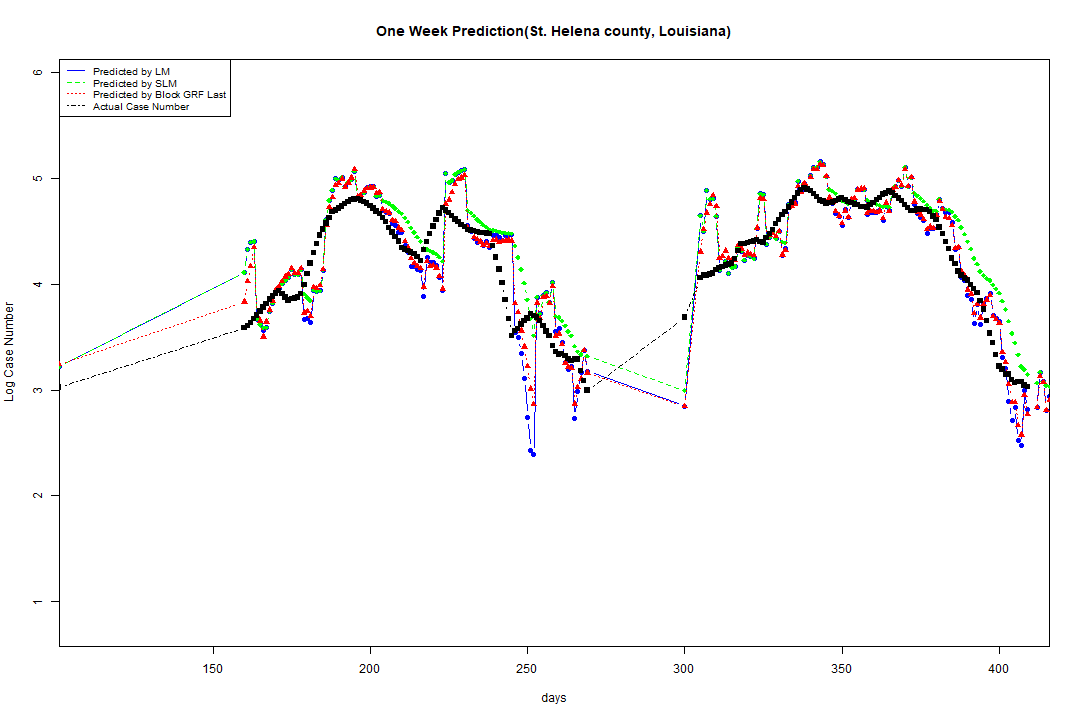 One Week Prediction(St. Helena county, Louisiana)
Predicted by LM
Predicted by SLM
Predicted by Block GRF Last
Actual Case Number
6
5
4
3
2
1
Log Case Number
150 200 250 300 350 400
days